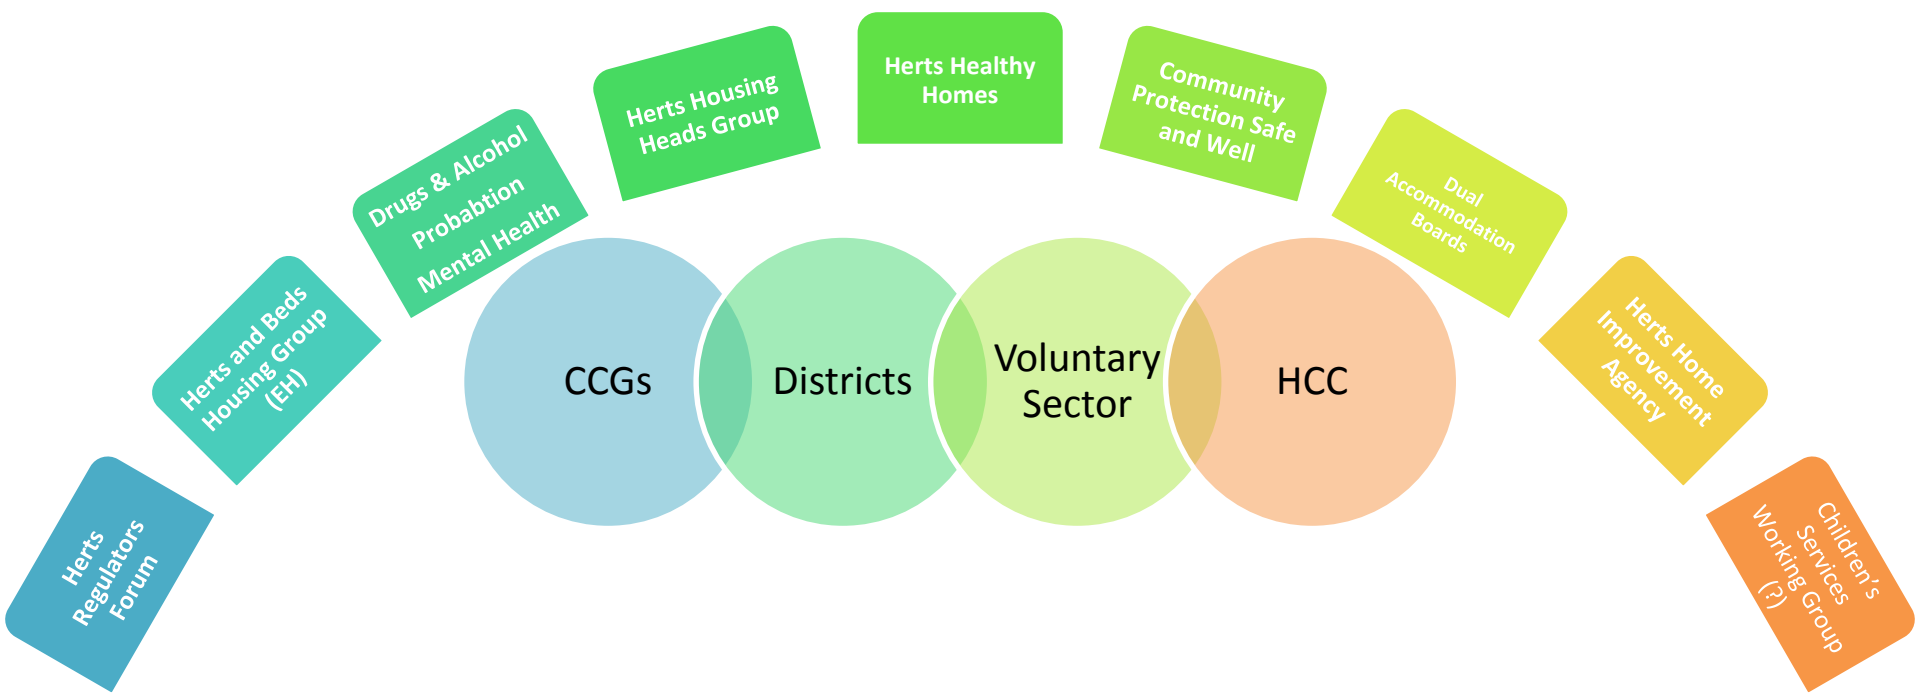 Herts
Regulators
Forum
Herts and Beds
Housing Group
(EH)
Drugs & Alcohol
Probabtion
Mental Health
Herts Housing
Heads Group
Herts Healthy
Homes
Community
Protection Safe
and Well
Dual
Accommodation
Boards
Herts Home
Improvement
Agency
Children’s
Services
Working Group
(?)
CCGs
Districts
Voluntary
Sector
HCC